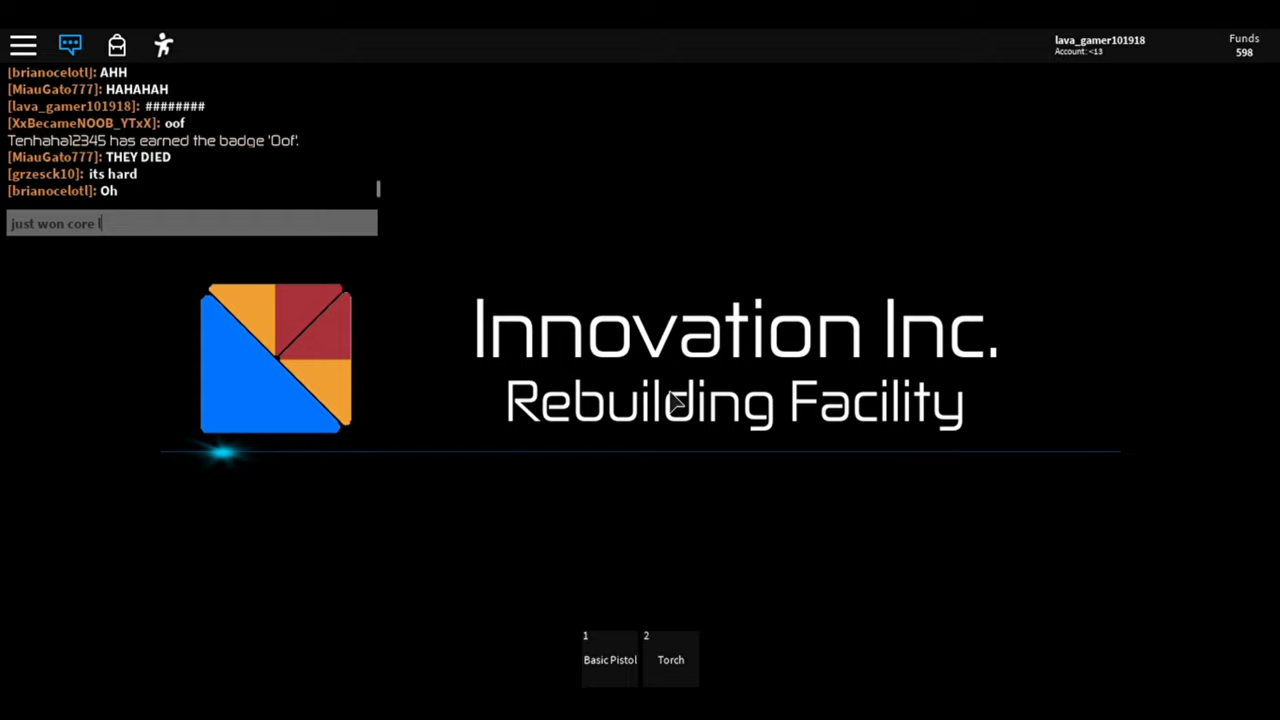 lava_gamer101918
Account: <13
Funds
598
[brianocelotl]: AHH
[MiauGato777]: HAHAHAH
[lava_gamer101918]: ########
[XxBecameNOOB_YTxX]: oof
Tenhaha12345 has earned the badge 'Oof'.
[MiauGato777]: THEY DIED
[grzesck10]: its hard
[brianocelotl]: Oh
just won core l
Innovation Inc.
Rebuilding Facility
1
Basic Pistol
2
Torch